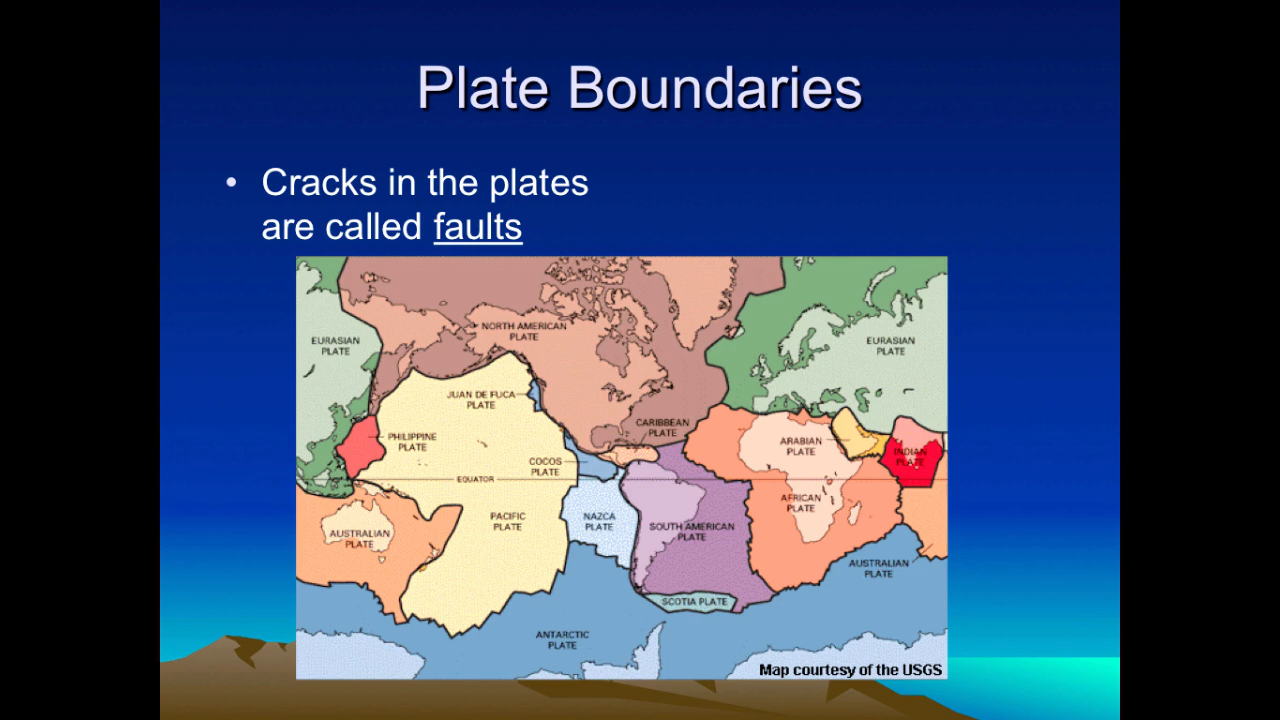 Plate Boundaries
• Cracks in the plates
are called faults
NORTH AMERICAN
PLATE
EURASIAN
PLATE
EURASIAN
PLATE
JUAN DE FUCA
PLATE
CARIBBEAN
PLATE
PHILIPPINE
PLATE
ARABIAN
PLATE
INDIAN
PLATE
COCOS
PLATE
EQUATOR
AFRICAN
PLATE
PACIFIC
PLATE
NAZCA
PLATE
SOUTH AMERICAN
PLATE
AUSTRALIAN
PLATE
AUSTRALIAN
PLATE
SCOTIA PLATE
ANTARCTIC
PLATE
Map courtesy of the USGS